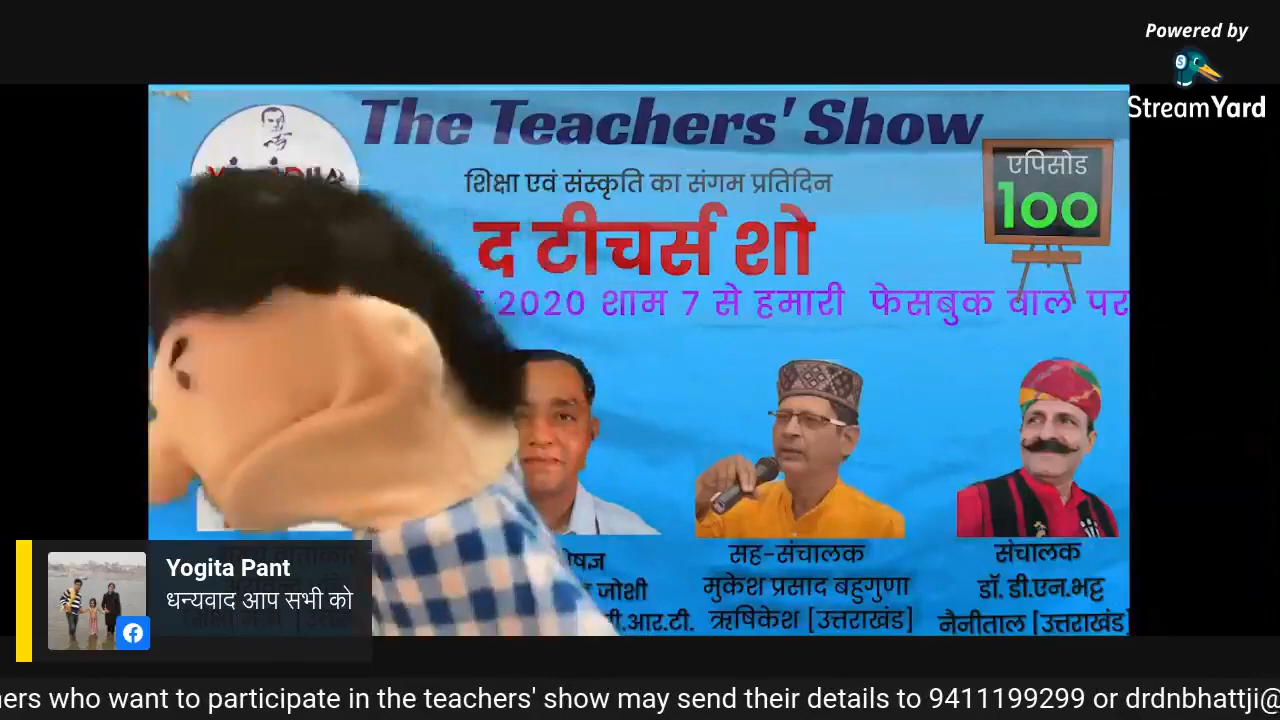 Powered by
StreamYard
The Teachers' Show
शिक्षा एवं संस्कृति का संगम प्रतिदिन
एपिसोड
100
द टीचर्स शो
2020 शाम 7 से हमारी फेसबुक वाल पर
जोशी
सी.आर.टी.
सह-संचालक
मुकेश प्रसाद बहुगुणा
ऋषिकेश [उत्तराखंड]
संचालक
डॉ. डी.एन.भट्ट
नैनीताल [उत्तराखंड]
Yogita Pant
धन्यवाद आप सभी को
who want to participate in the teachers' show may send their details to 9411199299 or drdnbhattji@